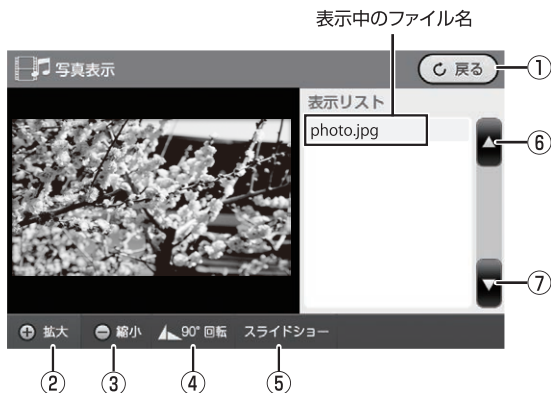 表示中のファイル名
写真表示
戻る
①
表示リスト
photo.jpg
⑥
⑦
拡大
縮小
90°回転
スライドショー
②
③
④
⑤